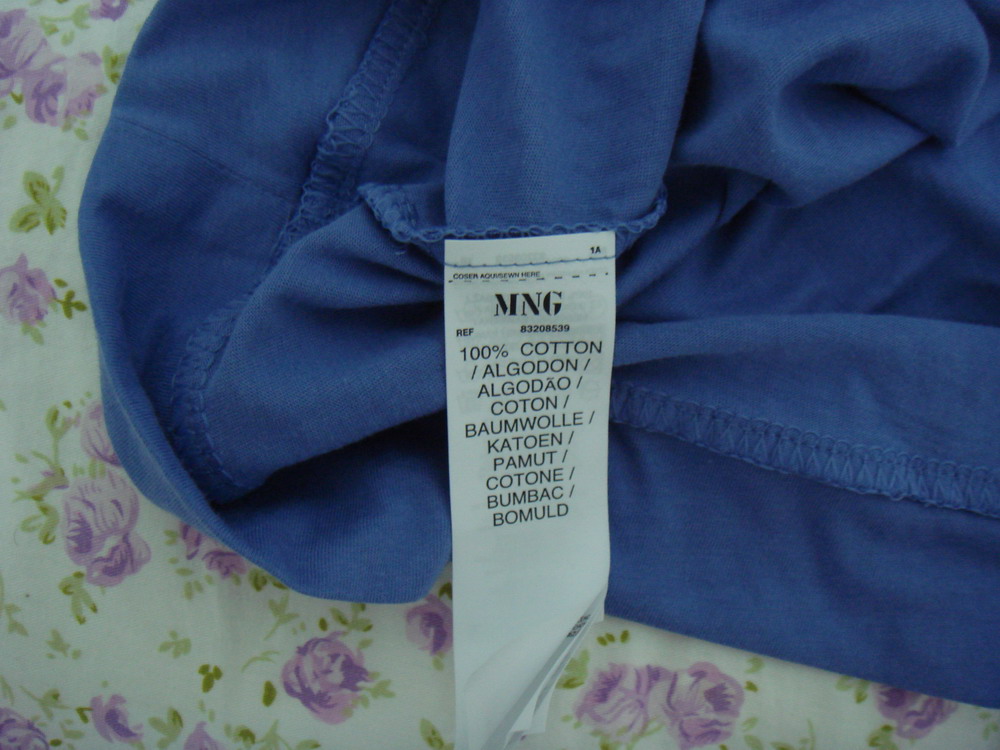 1A
COSER AQUI/SEWN HERE
MNG
REF 83208539
100% COTTON
/ ALGODON /
ALGODÃO /
COTON /
BAUMWOLLE /
KATOEN /
PAMUT /
COTONE /
BUMBAC /
BOMULD